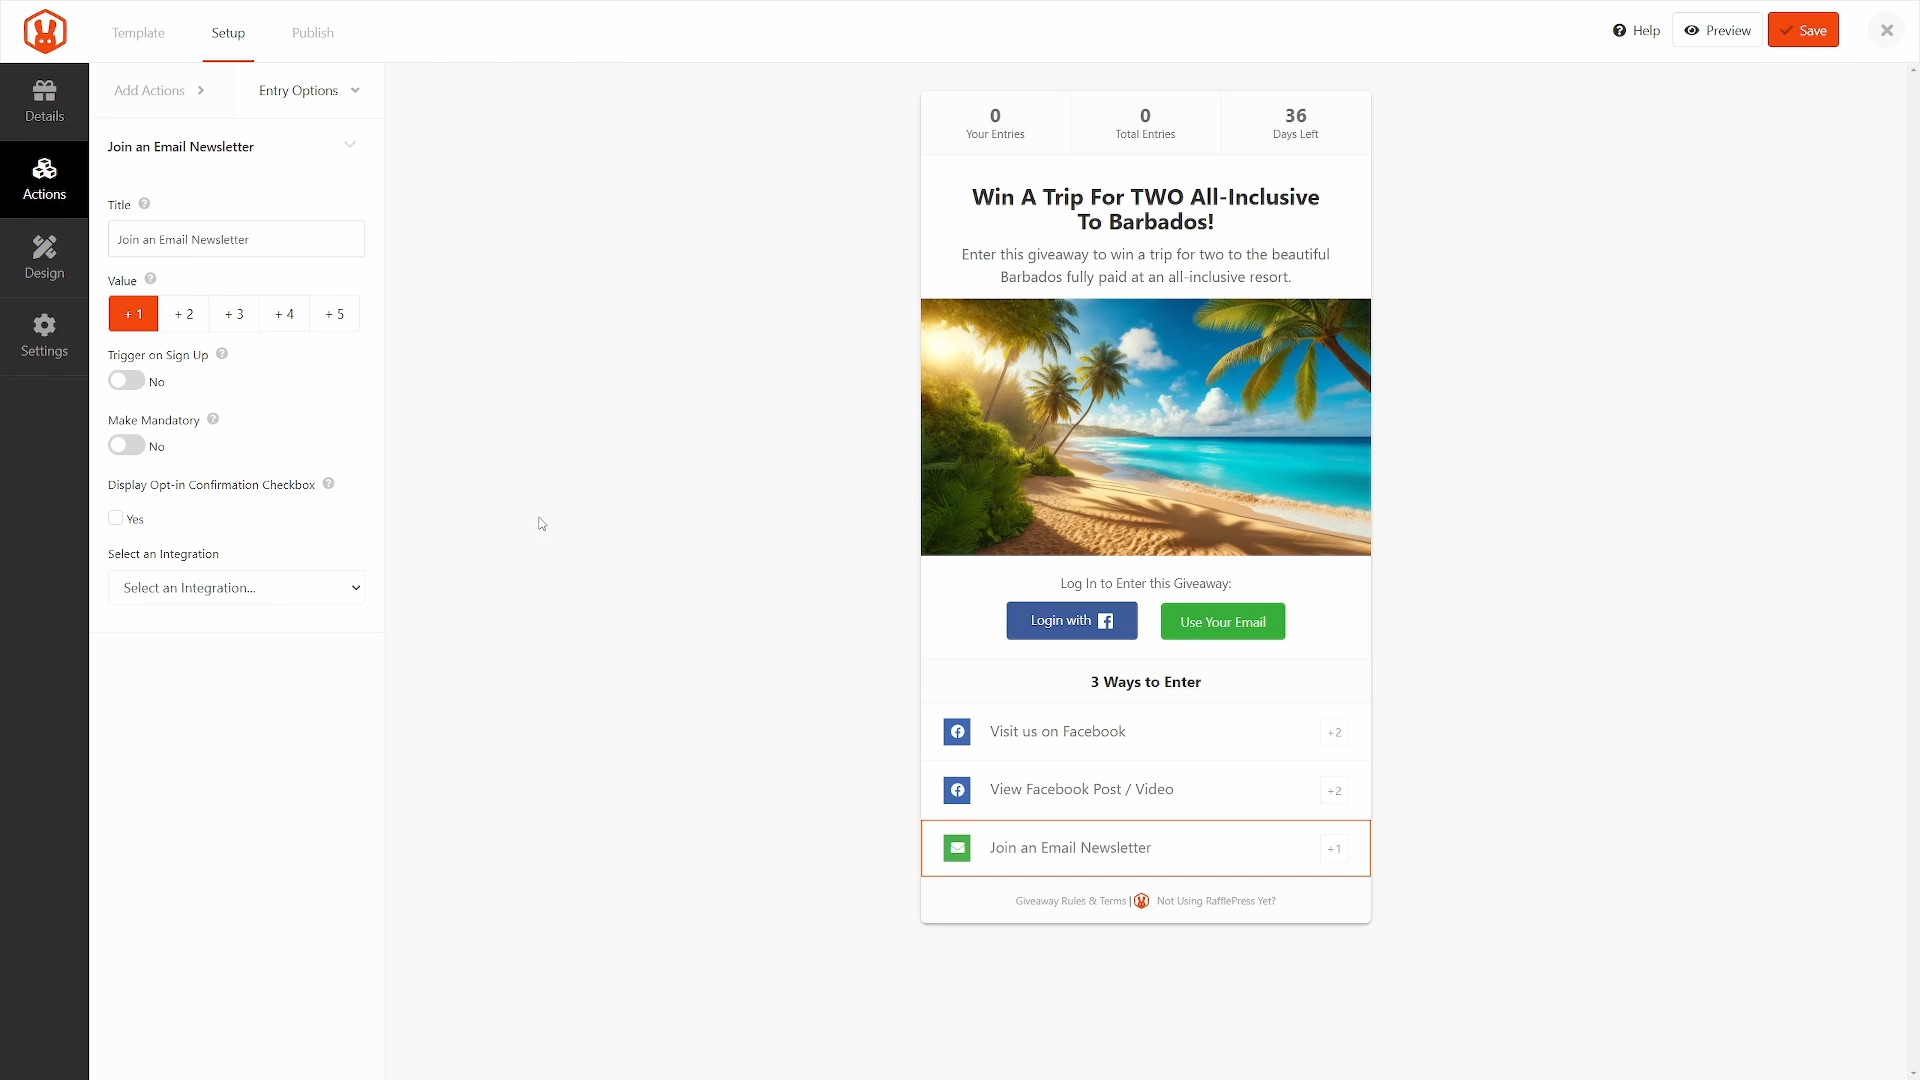 Template
Setup
Publish
Help
Preview
Save
Details
Actions
Design
Settings
Add Actions
Entry Options
Join an Email Newsletter
Title
Join an Email Newsletter
Value
+ 1
+ 2
+ 3
+ 4
+ 5
Trigger on Sign Up
No
Make Mandatory
No
Display Opt-in Confirmation Checkbox
Yes
Select an Integration
Select an Integration...
0
Your Entries
0
Total Entries
36
Days Left
Win A Trip For TWO All-Inclusive
To Barbados!
Enter this giveaway to win a trip for two to the beautiful
Barbados fully paid at an all-inclusive resort.
Log In to Enter this Giveaway:
Login with
Use Your Email
3 Ways to Enter
Visit us on Facebook
+2
View Facebook Post / Video
+2
Join an Email Newsletter
+1
Giveaway Rules & Terms | Not Using RafflePress Yet?